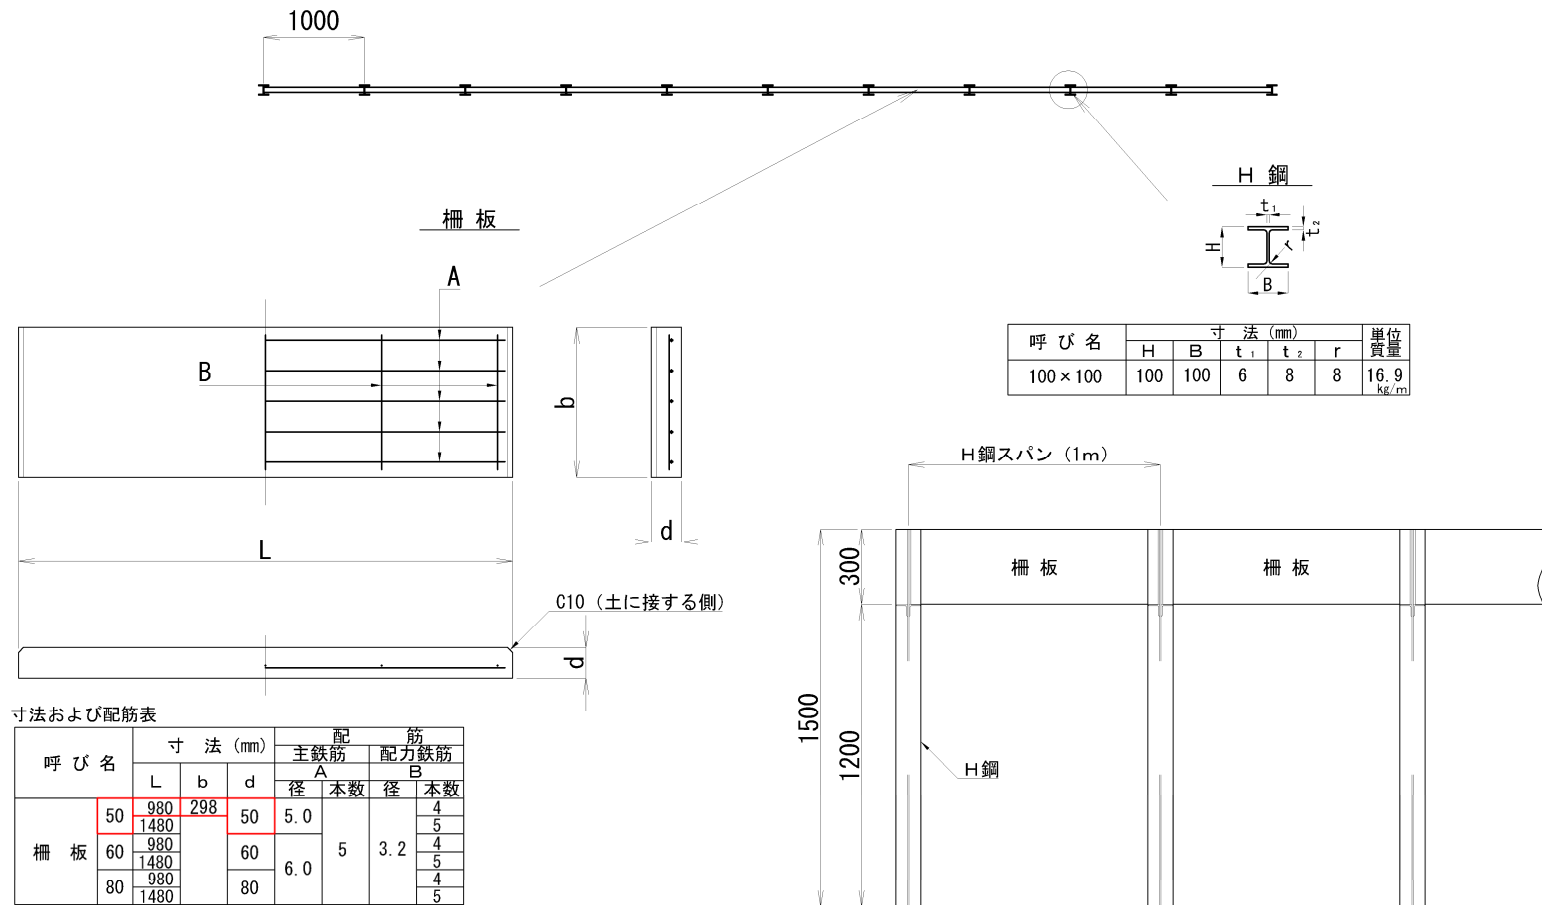 1000
H 鋼
t₁
t₂
H
r
B
柵 板
A
B
b
d
呼 び 名
寸 法 (mm)
単位
質量
H B t₁ t₂ r
100×100 100 100 6 8 8 16.9
kg/m
L
C10 (土に接する側)
d
H鋼スパン (1m)
300
柵 板
柵 板
1500
1200
H鋼
寸法および配筋表
呼 び 名
寸 法 (mm)
配 筋
主鉄筋 配力鉄筋
L b d
A B
径 本数 径 本数
柵 板
50 980 298 50 5.0 5 3.2 4
1480 5
60 980 60 6.0 4
1480 5
80 980 80 4
1480 5